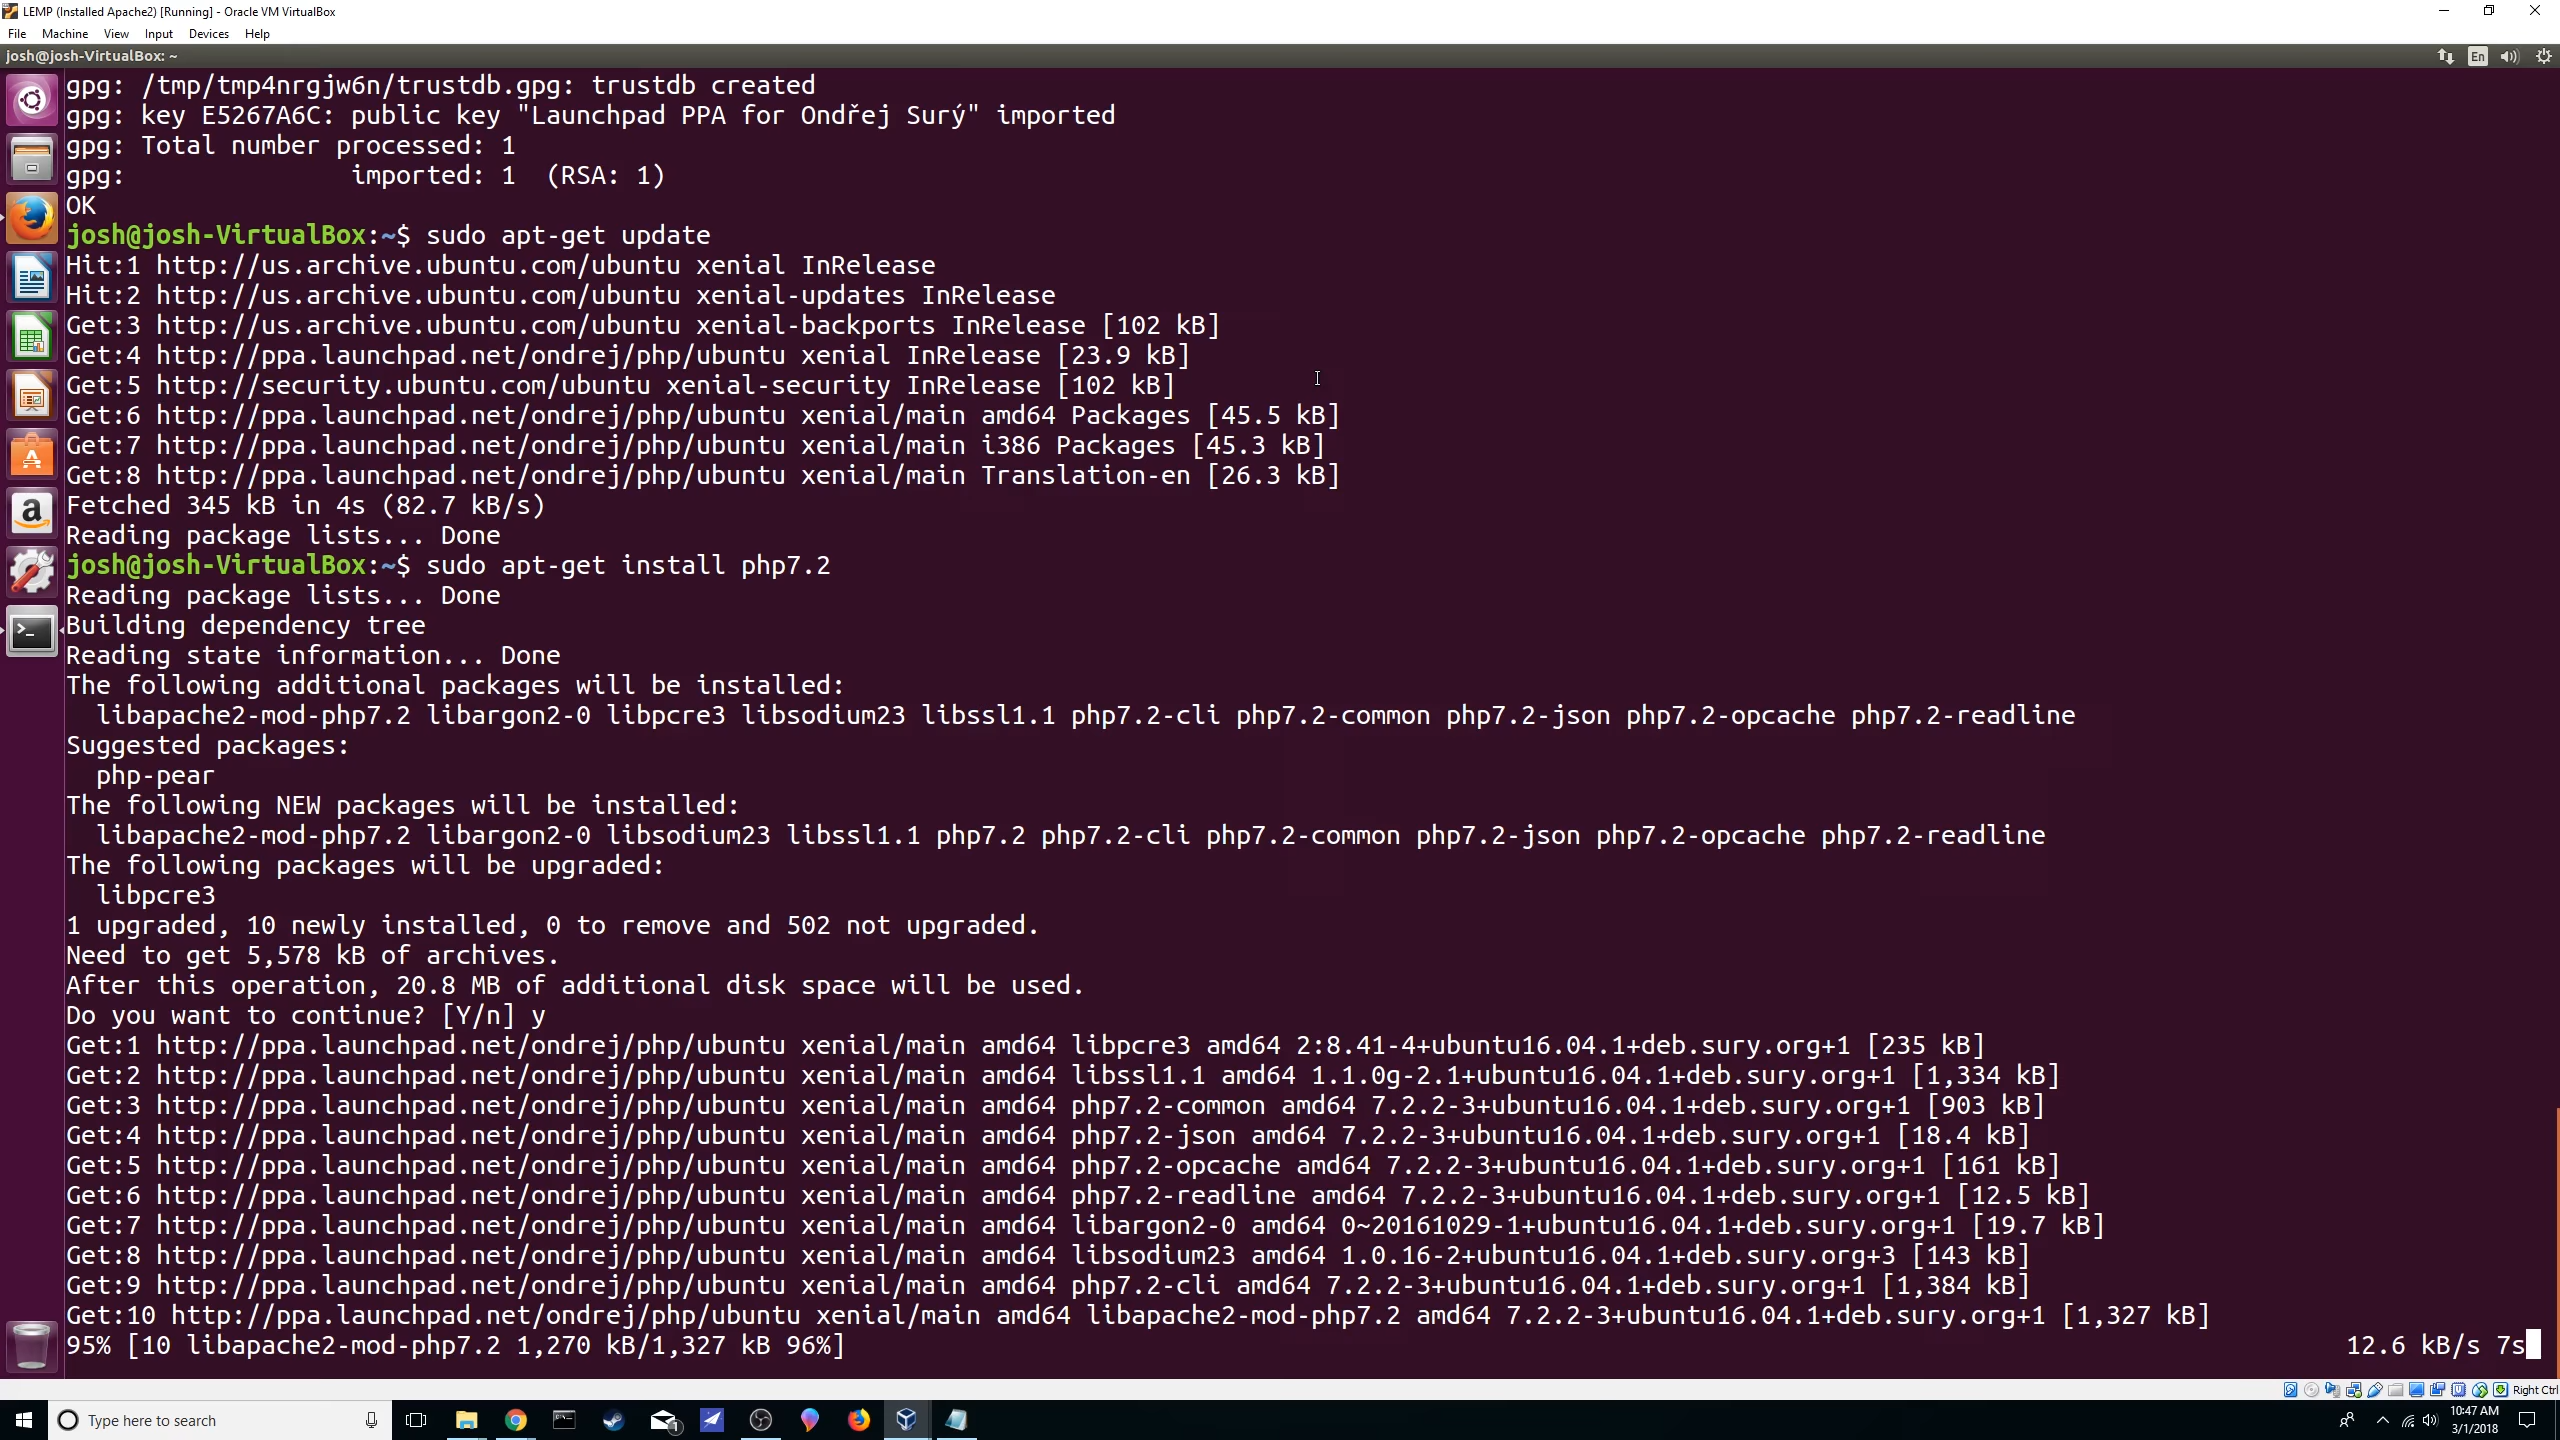 LEMP (Installed Apache2) [Running] - Oracle VM VirtualBox
File Machine View Input Devices Help
josh@josh-VirtualBox: ~
En
gpg: /tmp/tmp4nrgjw6n/trustdb.gpg: trustdb created
gpg: key E5267A6C: public key "Launchpad PPA for Ondřej Surý" imported
gpg: Total number processed: 1
gpg:               imported: 1  (RSA: 1)
OK
josh@josh-VirtualBox:~$ sudo apt-get update
Hit:1 http://us.archive.ubuntu.com/ubuntu xenial InRelease
Hit:2 http://us.archive.ubuntu.com/ubuntu xenial-updates InRelease
Get:3 http://us.archive.ubuntu.com/ubuntu xenial-backports InRelease [102 kB]
Get:4 http://ppa.launchpad.net/ondrej/php/ubuntu xenial InRelease [23.9 kB]
Get:5 http://security.ubuntu.com/ubuntu xenial-security InRelease [102 kB]
Get:6 http://ppa.launchpad.net/ondrej/php/ubuntu xenial/main amd64 Packages [45.5 kB]
Get:7 http://ppa.launchpad.net/ondrej/php/ubuntu xenial/main i386 Packages [45.3 kB]
Get:8 http://ppa.launchpad.net/ondrej/php/ubuntu xenial/main Translation-en [26.3 kB]
Fetched 345 kB in 4s (82.7 kB/s)
Reading package lists... Done
josh@josh-VirtualBox:~$ sudo apt-get install php7.2
Reading package lists... Done
Building dependency tree
Reading state information... Done
The following additional packages will be installed:
  libapache2-mod-php7.2 libargon2-0 libpcre3 libsodium23 libssl1.1 php7.2-cli php7.2-common php7.2-json php7.2-opcache php7.2-readline
Suggested packages:
  php-pear
The following NEW packages will be installed:
  libapache2-mod-php7.2 libargon2-0 libsodium23 libssl1.1 php7.2 php7.2-cli php7.2-common php7.2-json php7.2-opcache php7.2-readline
The following packages will be upgraded:
  libpcre3
1 upgraded, 10 newly installed, 0 to remove and 502 not upgraded.
Need to get 5,578 kB of archives.
After this operation, 20.8 MB of additional disk space will be used.
Do you want to continue? [Y/n] y
Get:1 http://ppa.launchpad.net/ondrej/php/ubuntu xenial/main amd64 libpcre3 amd64 2:8.41-4+ubuntu16.04.1+deb.sury.org+1 [235 kB]
Get:2 http://ppa.launchpad.net/ondrej/php/ubuntu xenial/main amd64 libssl1.1 amd64 1.1.0g-2.1+ubuntu16.04.1+deb.sury.org+1 [1,334 kB]
Get:3 http://ppa.launchpad.net/ondrej/php/ubuntu xenial/main amd64 php7.2-common amd64 7.2.2-3+ubuntu16.04.1+deb.sury.org+1 [903 kB]
Get:4 http://ppa.launchpad.net/ondrej/php/ubuntu xenial/main amd64 php7.2-json amd64 7.2.2-3+ubuntu16.04.1+deb.sury.org+1 [18.4 kB]
Get:5 http://ppa.launchpad.net/ondrej/php/ubuntu xenial/main amd64 php7.2-opcache amd64 7.2.2-3+ubuntu16.04.1+deb.sury.org+1 [161 kB]
Get:6 http://ppa.launchpad.net/ondrej/php/ubuntu xenial/main amd64 php7.2-readline amd64 7.2.2-3+ubuntu16.04.1+deb.sury.org+1 [12.5 kB]
Get:7 http://ppa.launchpad.net/ondrej/php/ubuntu xenial/main amd64 libargon2-0 amd64 0~20161029-1+ubuntu16.04.1+deb.sury.org+1 [19.7 kB]
Get:8 http://ppa.launchpad.net/ondrej/php/ubuntu xenial/main amd64 libsodium23 amd64 1.0.16-2+ubuntu16.04.1+deb.sury.org+3 [143 kB]
Get:9 http://ppa.launchpad.net/ondrej/php/ubuntu xenial/main amd64 php7.2-cli amd64 7.2.2-3+ubuntu16.04.1+deb.sury.org+1 [1,384 kB]
Get:10 http://ppa.launchpad.net/ondrej/php/ubuntu xenial/main amd64 libapache2-mod-php7.2 amd64 7.2.2-3+ubuntu16.04.1+deb.sury.org+1 [1,327 kB]
95% [10 libapache2-mod-php7.2 1,270 kB/1,327 kB 96%] 12.6 kB/s 7s
Right Ctrl
Type here to search
1
10:47 AM
3/1/2018